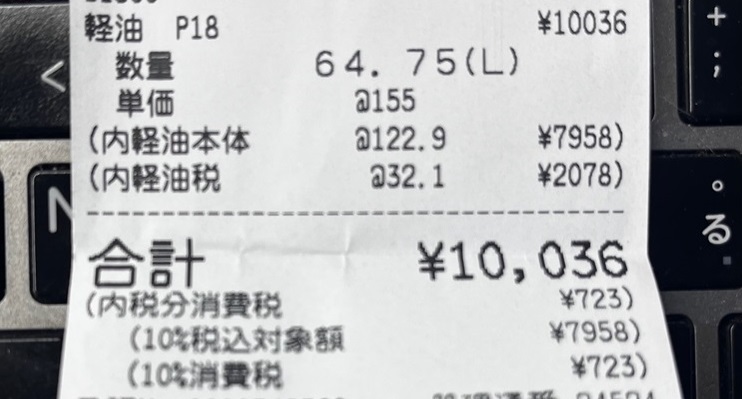 軽油 P18 ¥10036
数量 64.75(L)
単価 @155
(内軽油本体 @122.9 ¥7958)
(内軽油税 @32.1 ¥2078)
合計 ¥10,036
(内税分消費税 ¥723)
(10%税込対象額 ¥7958)
(10%消費税 ¥723)
<
+
;
N
。
る